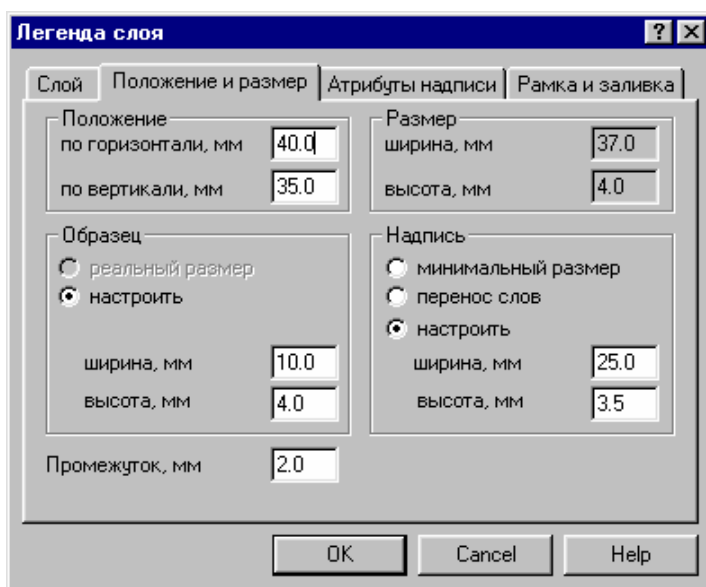 Легенда слоя
Слой Положение и размер Атрибуты надписи Рамка и заливка
Положение
по горизонтали, мм 40.0
по вертикали, мм 35.0
Размер
ширина, мм 37.0
высота, мм 4.0
Образец
реальный размер
настроить
ширина, мм 10.0
высота, мм 4.0
Надпись
минимальный размер
перенос слов
настроить
ширина, мм 25.0
высота, мм 3.5
Промежуток, мм 2.0
OK Cancel Help